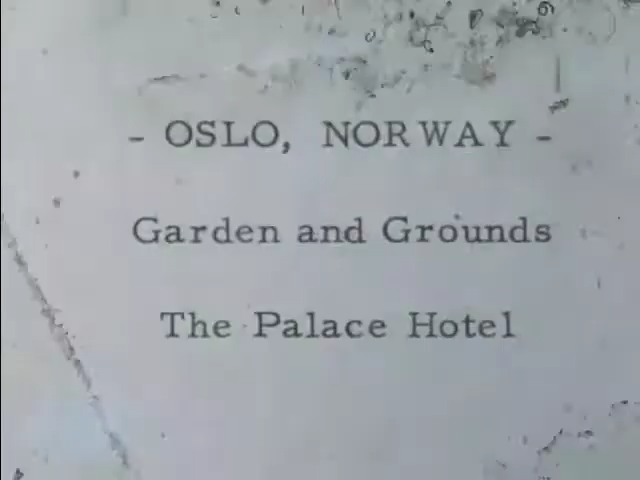 - OSLO, NORWAY -
Garden and Grounds
The Palace Hotel